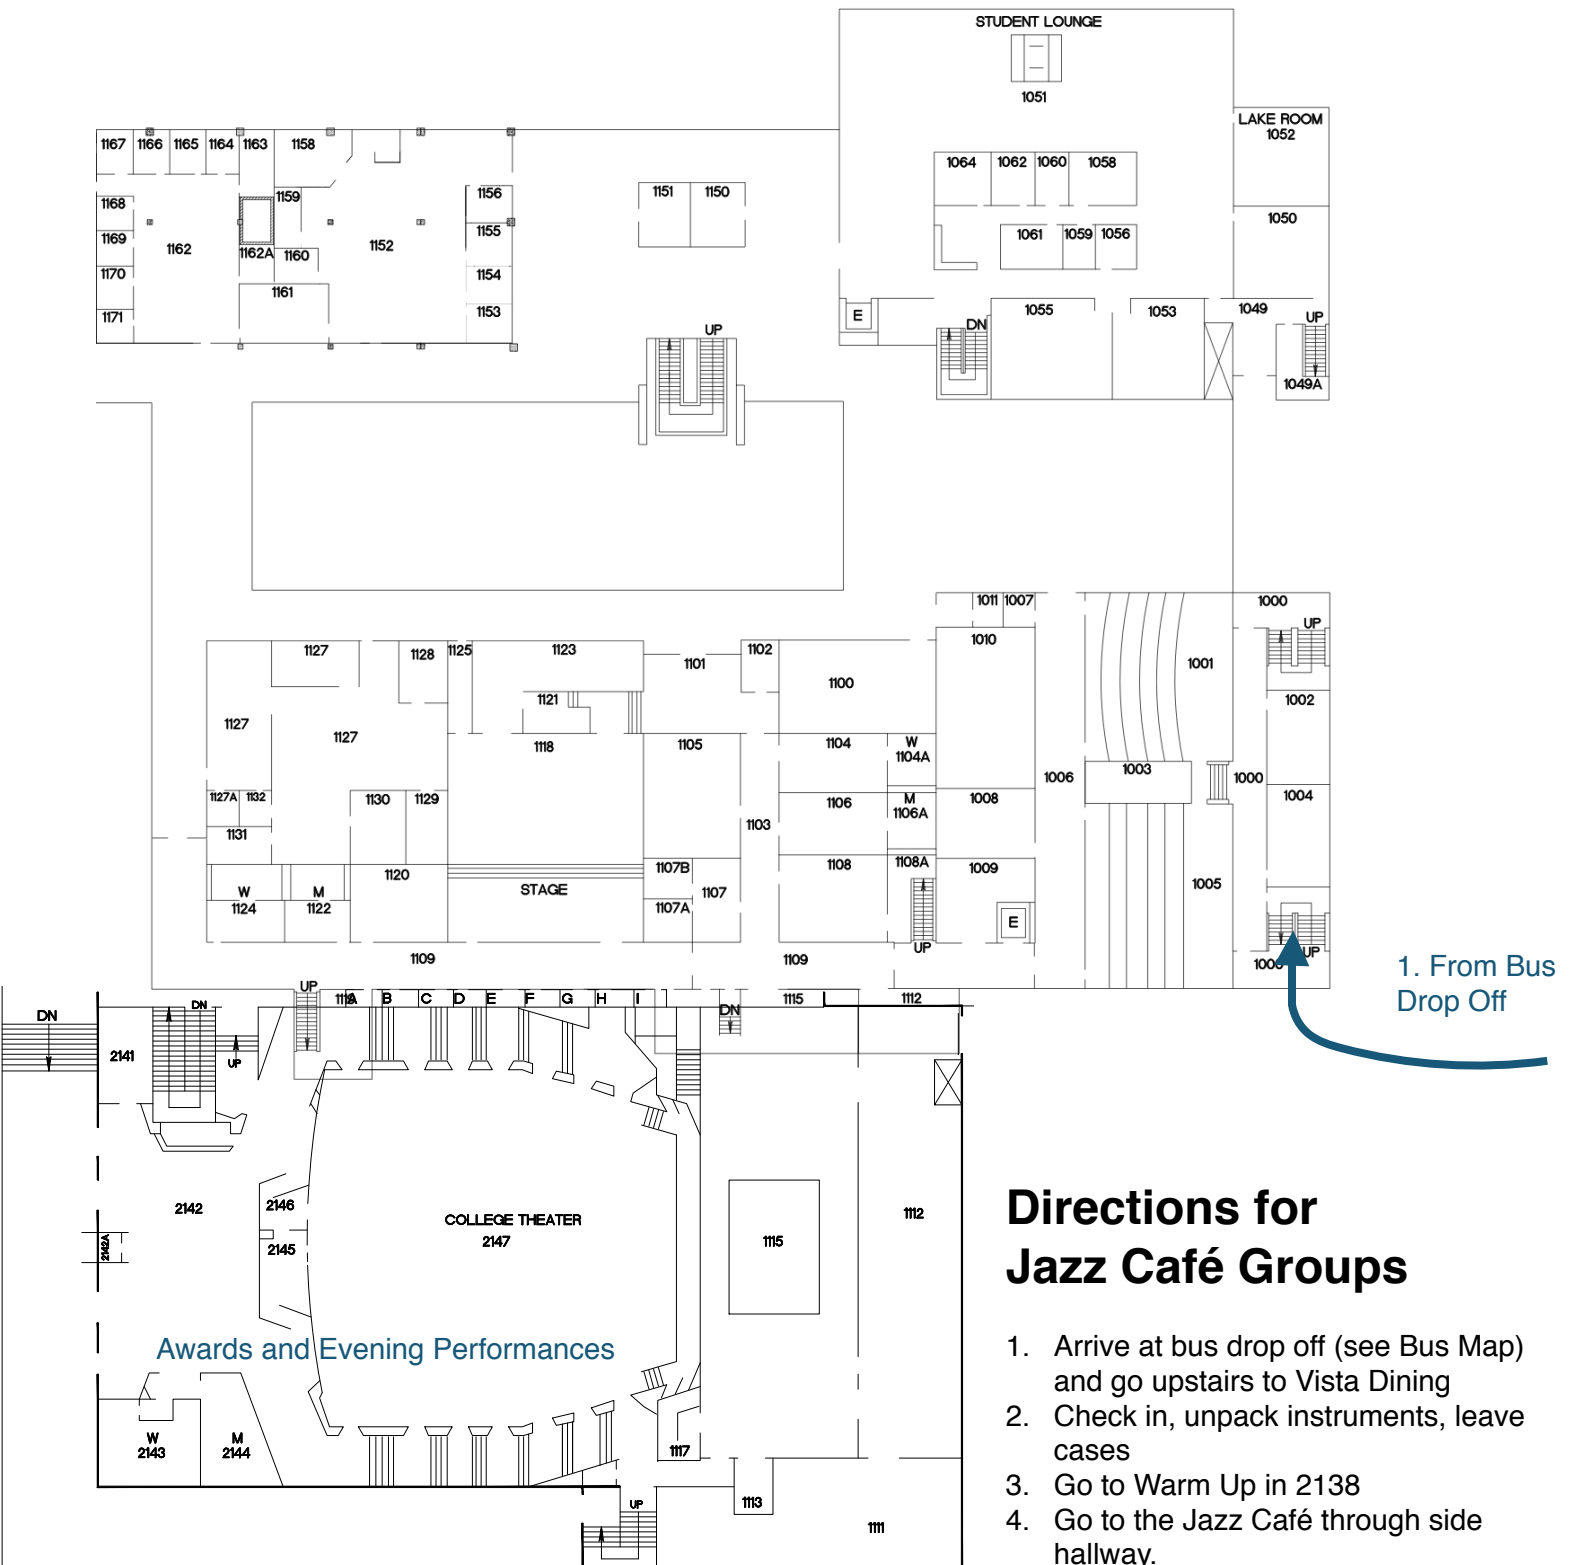 STUDENT LOUNGE
1051
LAKE ROOM
1052
1167 1166 1165 1164 1163 1158
1064 1062 1060 1058
1156
1151 1150
1159
1168
1155
1050
1169
1162
1162A
1160
1152
1061 1059 1056
1170
1154
1161
1171
1153
E
1055
1053
1049
UP
DN
UP
1049A
1011 1007
1000
UP
1010
1127
1128
1125
1123
1101
1102
1100
1001
1121
1002
1127
1127
1118
1105
1104
W
1104A
1006
1003
1000
1127A 1132
1130 1129
1106
M
1106A
1008
1004
1131
1103
1120
1107B
1108
1108A
1009
W
1124
M
1122
STAGE
1107
1107A
1005
E
UP
UP
1109
1109
1. From Bus
Drop Off
UP
A B C D E F G H I
1115
1112
DN
DN
DN
2141
UP
2142
2146
COLLEGE THEATER
2147
1115
1112
2142A
2145
Directions for
Jazz Café Groups
Awards and Evening Performances
1. Arrive at bus drop off (see Bus Map)
and go upstairs to Vista Dining
2. Check in, unpack instruments, leave
cases
3. Go to Warm Up in 2138
4. Go to the Jazz Café through side
hallway.
W
2143
M
2144
1117
1113
UP
1111